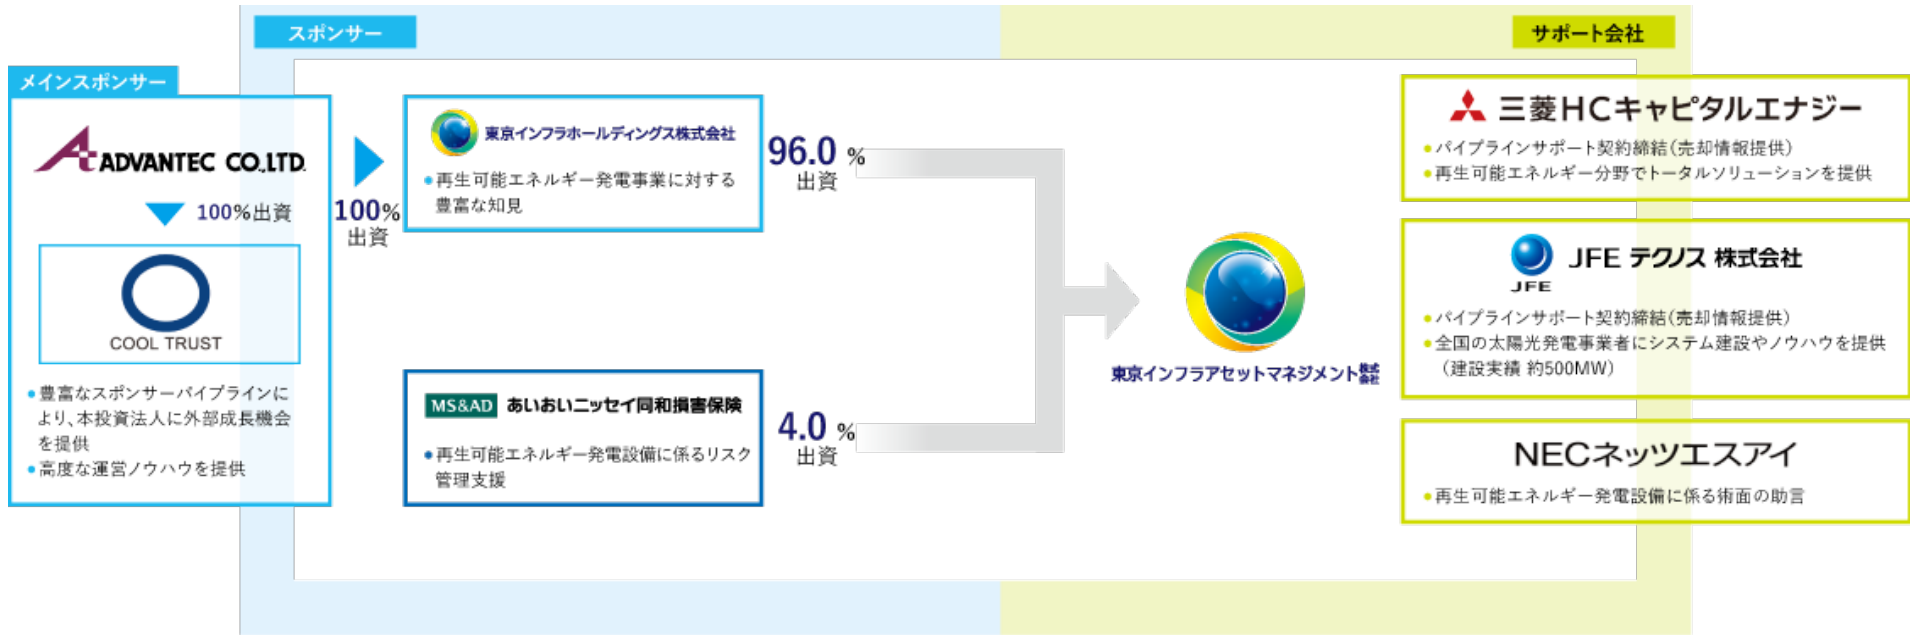 スポンサー
サポート会社
メインスポンサー
ADVANTEC CO.,LTD.
100%出資
COOL TRUST
●豊富なスポンサーパイプラインに
より、本投資法人に外部成長機会
を提供
●高度な運営ノウハウを提供
100%
出資
東京インフラホールディングス株式会社
●再生可能エネルギー発電事業に対する
豊富な知見
96.0 %
出資
MS&AD あいおいニッセイ同和損害保険
●再生可能エネルギー発電設備に係るリスク
管理支援
4.0 %
出資
東京インフラアセットマネジメント株式会社
三菱HCキャピタルエナジー
●パイプラインサポート契約締結(売却情報提供)
●再生可能エネルギー分野でトータルソリューションを提供
JFE
JFE テクノス 株式会社
●パイプラインサポート契約締結(売却情報提供)
●全国の太陽光発電事業者にシステム建設やノウハウを提供
(建設実績 約500MW)
NECネッツエスアイ
●再生可能エネルギー発電設備に係る術面の助言